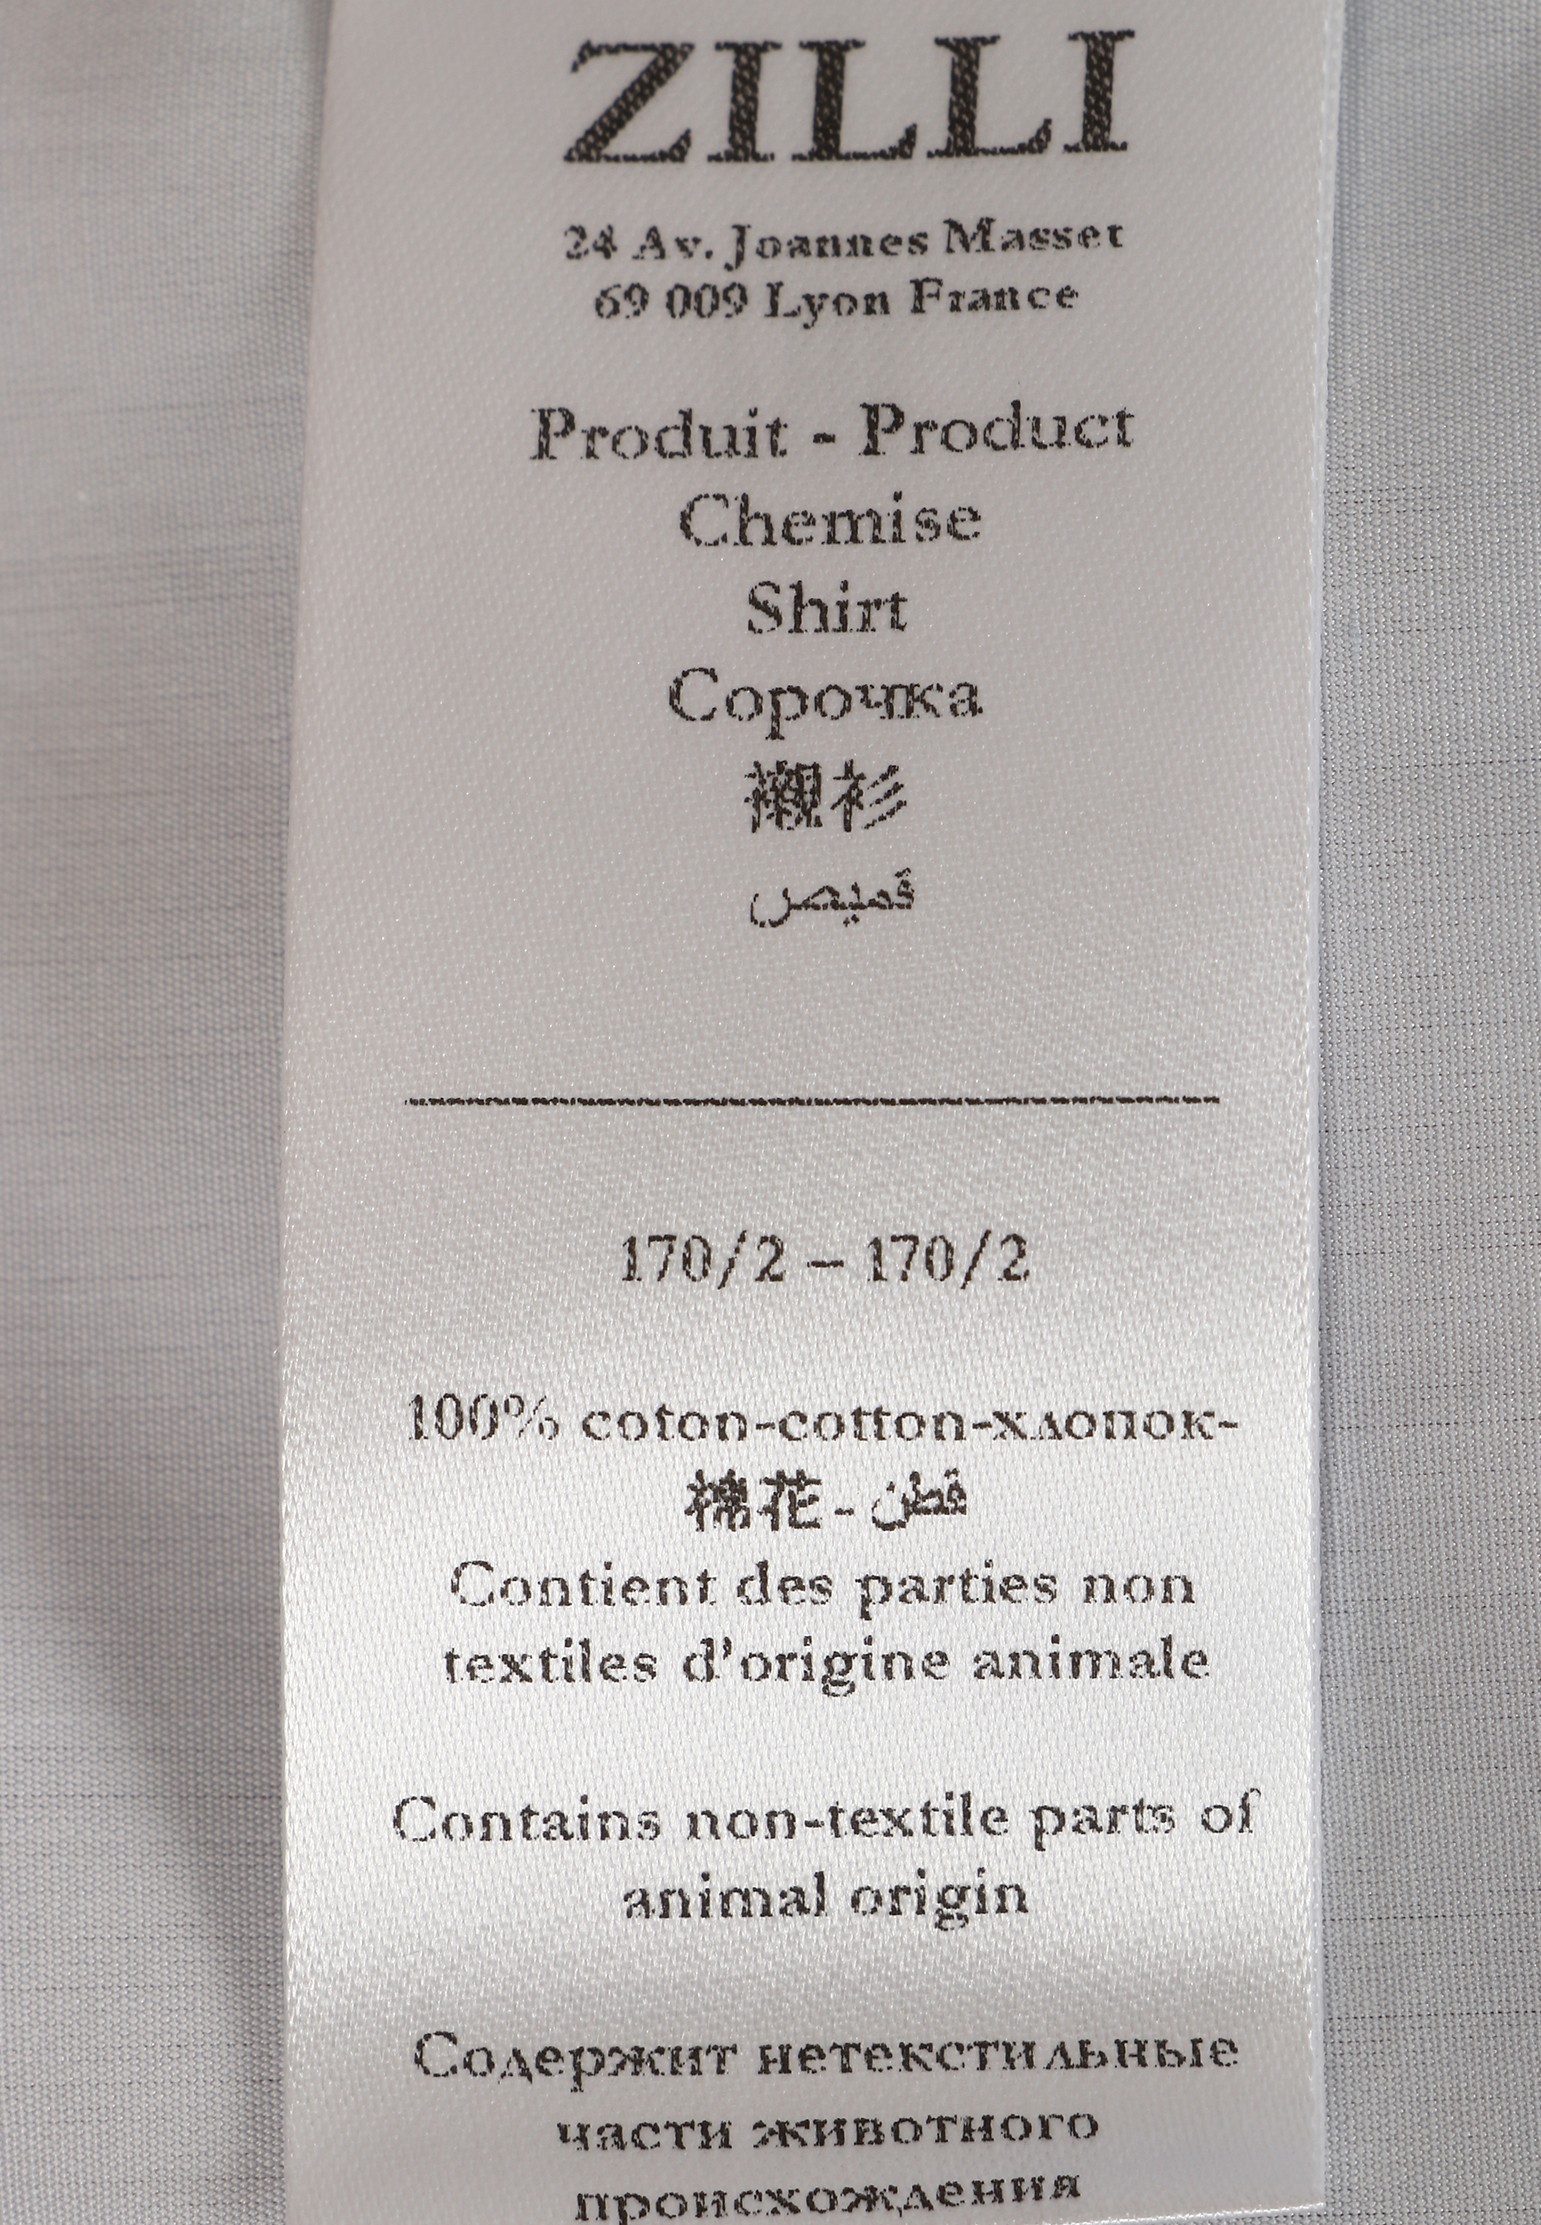 ZILLI
24 Av. Joannes Masset
69 009 Lyon France
Produit - Product
Chemise
Shirt
Сорочка
襯衫
قميص
170/2 – 170/2
100% coton-cotton-хлопок-
棉花 - قطن
Contient des parties non
textiles d'origine animale
Contains non-textile parts of
animal origin
Содержит нетекстильные
части животного
происхождения